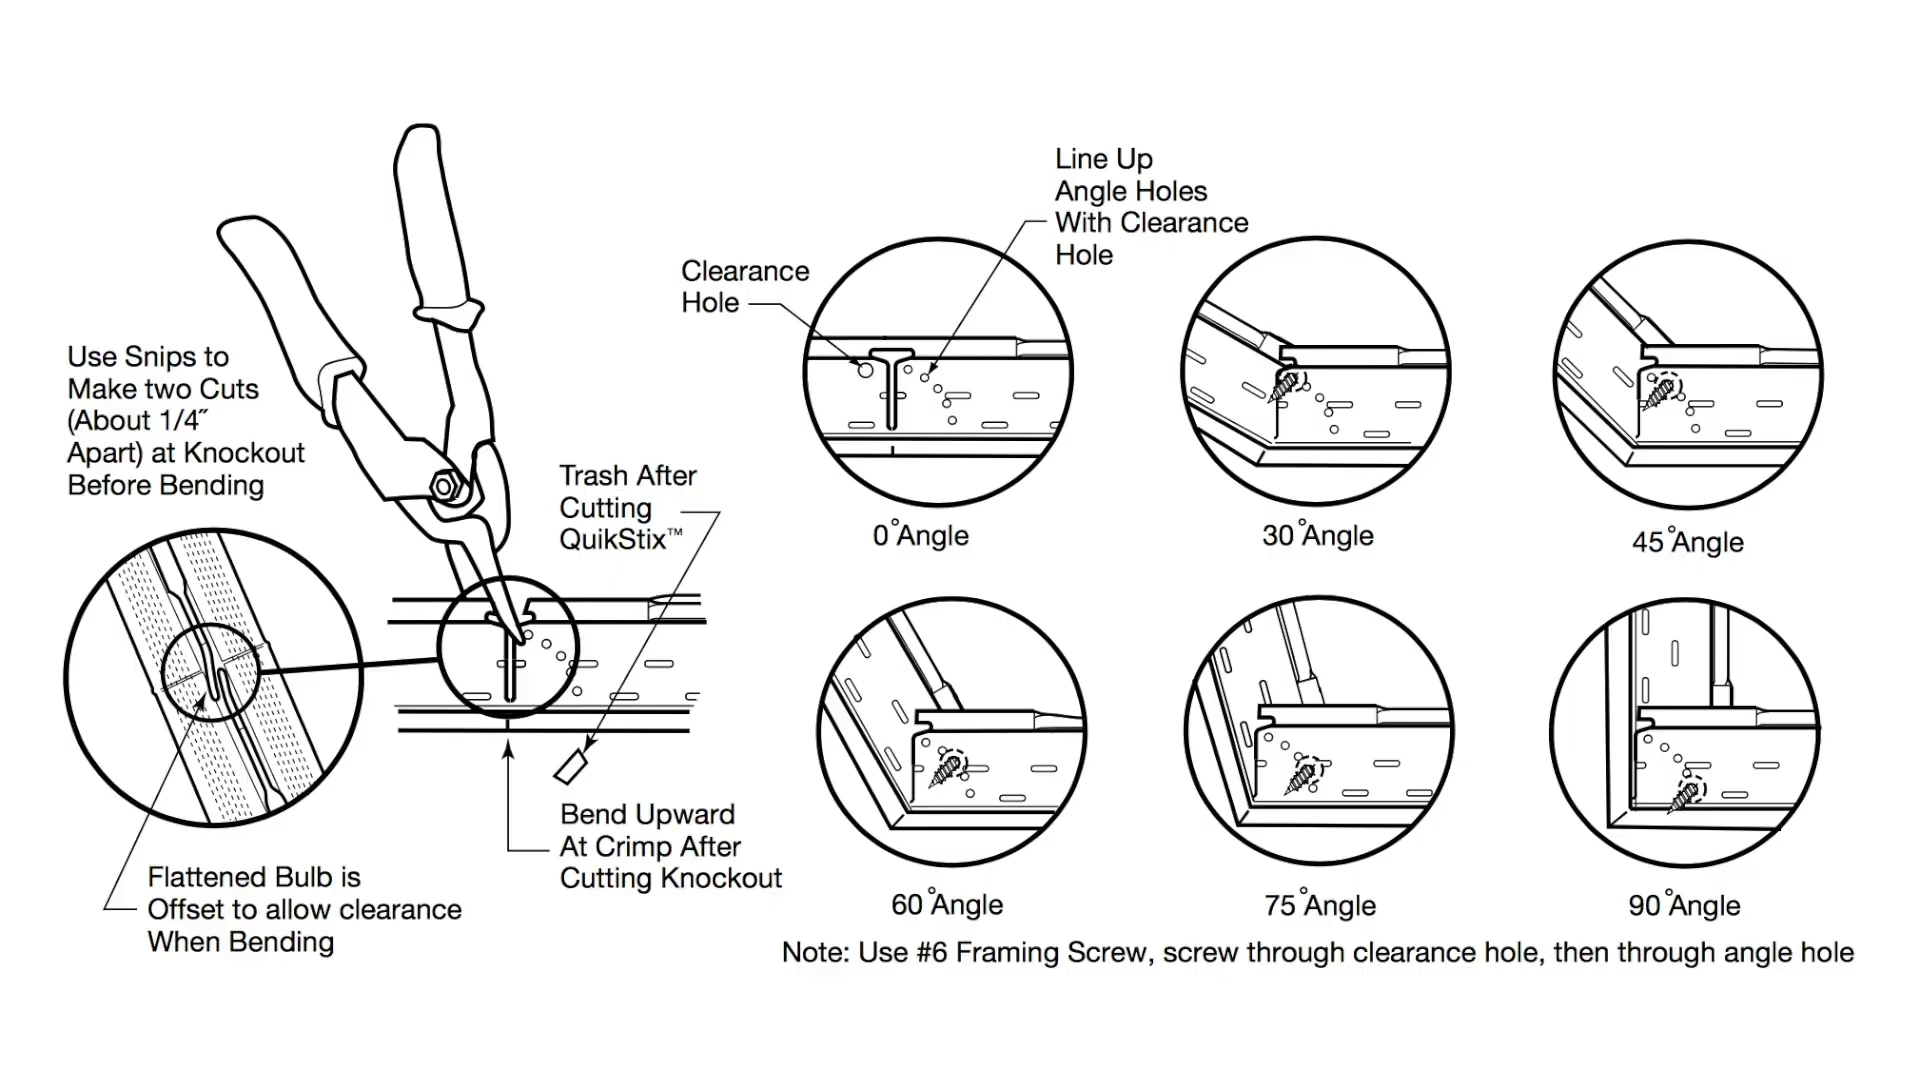 Use Snips to
Make two Cuts
(About 1/4″
Apart) at Knockout
Before Bending
Flattened Bulb is
Offset to allow clearance
When Bending
Trash After
Cutting
QuikStix™
Bend Upward
At Crimp After
Cutting Knockout
Clearance
Hole
Line Up
Angle Holes
With Clearance
Hole
0°Angle
30°Angle
45°Angle
60°Angle
75°Angle
90°Angle
Note: Use #6 Framing Screw, screw through clearance hole, then through angle hole